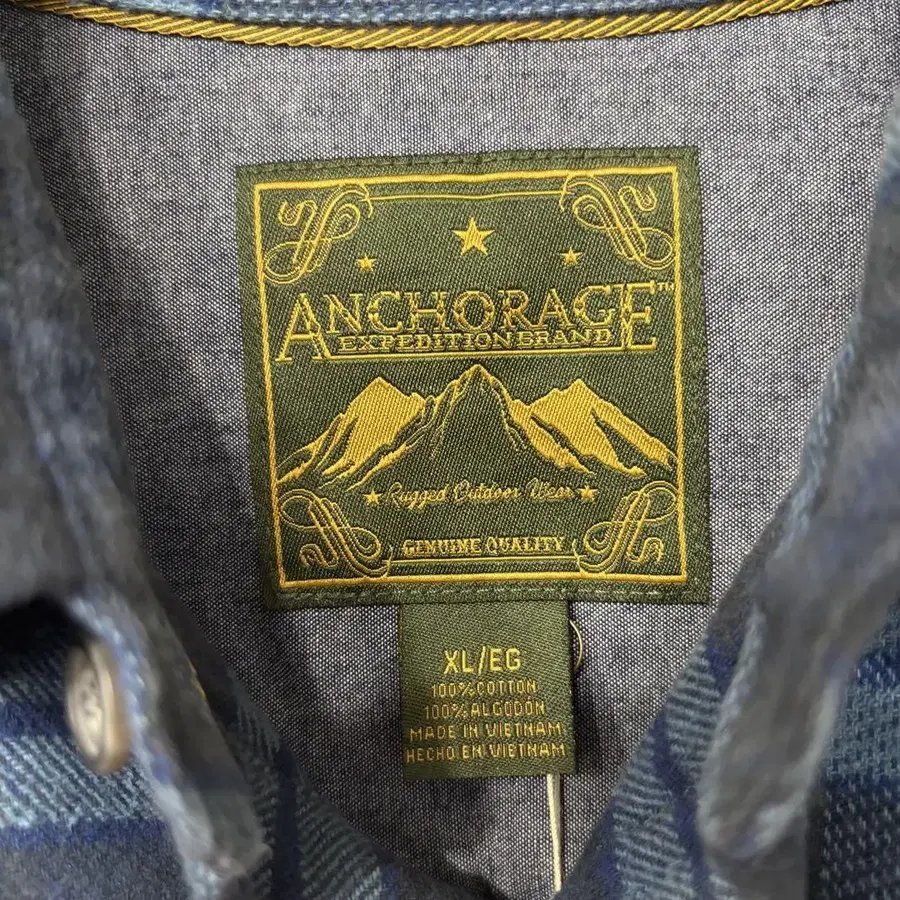 ANCHORAGE™
EXPEDITION BRAND
Rugged Outdoor Wear
GENUINE QUALITY
XL/EG
100% COTTON
100% ALGODON
MADE IN VIETNAM
HECHO EN VIETNAM